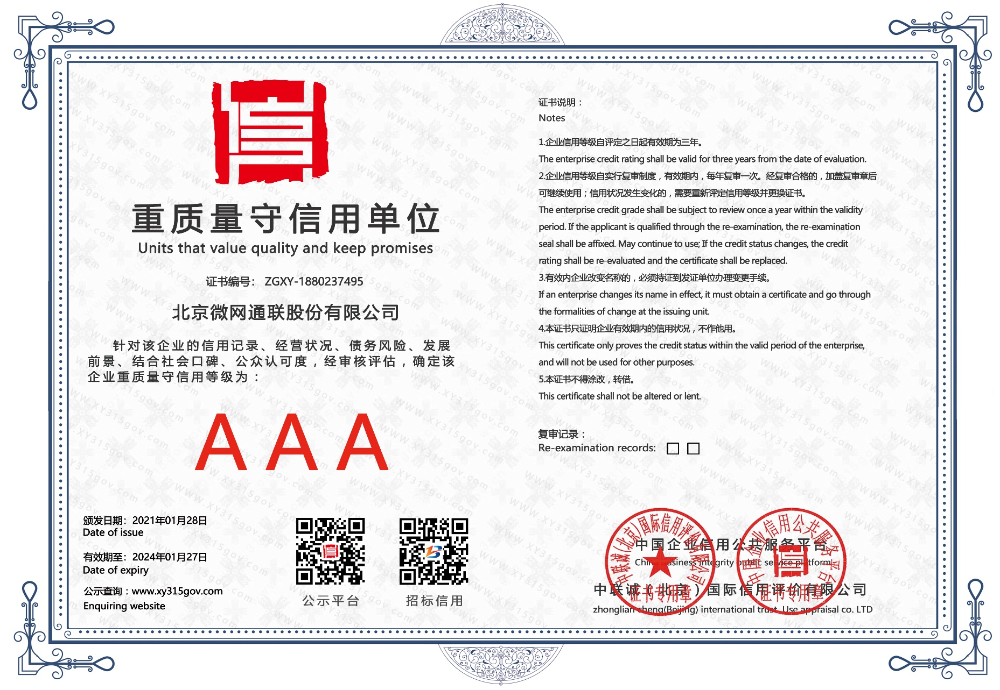 重质量守信用单位
Units that value quality and keep promises
证书编号： ZGXY-1880237495
北京微网通联股份有限公司
针对该企业的信用记录、经营状况、债务风险、发展
前景、结合社会口碑、公众认可度，经审核评估，确定该
企业重质量守信用等级为：
AAA
颁发日期：2021年01月28日
Date of issue
有效期至：2024年01月27日
Date of expiry
公示查询：www.xy315gov.com
Enquiring website
公示平台
招标信用
证书说明：
Notes
1.企业信用等级自评定之日起有效期为三年。
The enterprise credit rating shall be valid for three years from the date of evaluation.
2.企业信用等级自实行复审制度，有效期内，每年复审一次。经复审合格的，加盖复审章后
可继续使用；信用状况发生变化的，需要重新评定信用等级并更换证书。
The enterprise credit grade shall be subject to review once a year within the validity
period. If the applicant is qualified through the re-examination, the re-examination
seal shall be affixed. May continue to use; If the credit status changes, the credit
rating shall be re-evaluated and the certificate shall be replaced.
3.有效内企业改变名称的，必须持证到发证单位办理变更手续。
If an enterprise changes its name in effect, it must obtain a certificate and go through
the formalities of change at the issuing unit.
4.本证书只证明企业有效期内的信用状况，不作他用。
This certificate only proves the credit status within the valid period of the enterprise,
and will not be used for other purposes.
5.本证书不得涂改，转借。
This certificate shall not be altered or lent.
复审记录：
Re-examination records:
中国企业信用公共服务平台
China business integrity public service platform
中联诚（北京）国际信用评价有限公司
zhonglian cheng(Beijing) international trust Use appraisal co. LTD
中联诚(北京)国际信用评价有限公司
证书专用章
中国企业信用公共服务平台
信
证书专用章
WWW.XY315gov.com